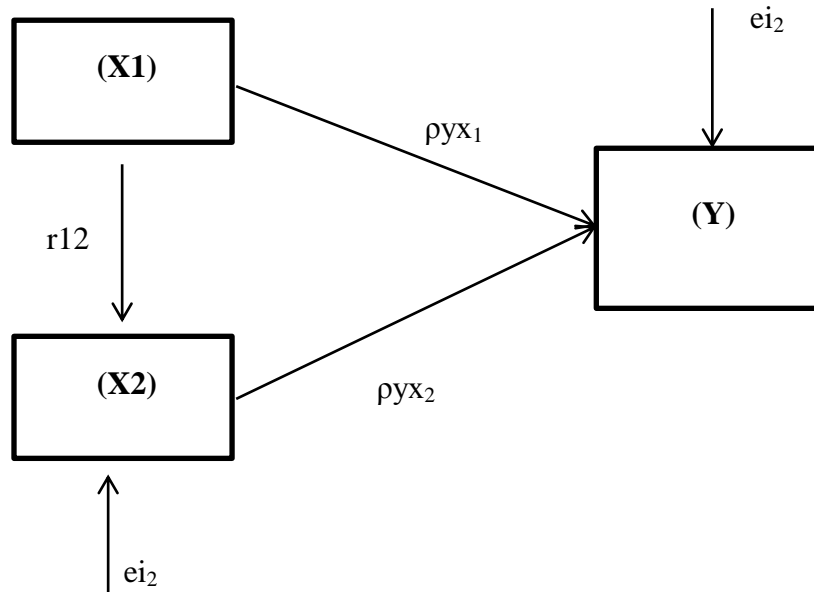 ei₂
(X1)
ρyx₁
(Y)
r12
(X2)
ρyx₂
ei₂